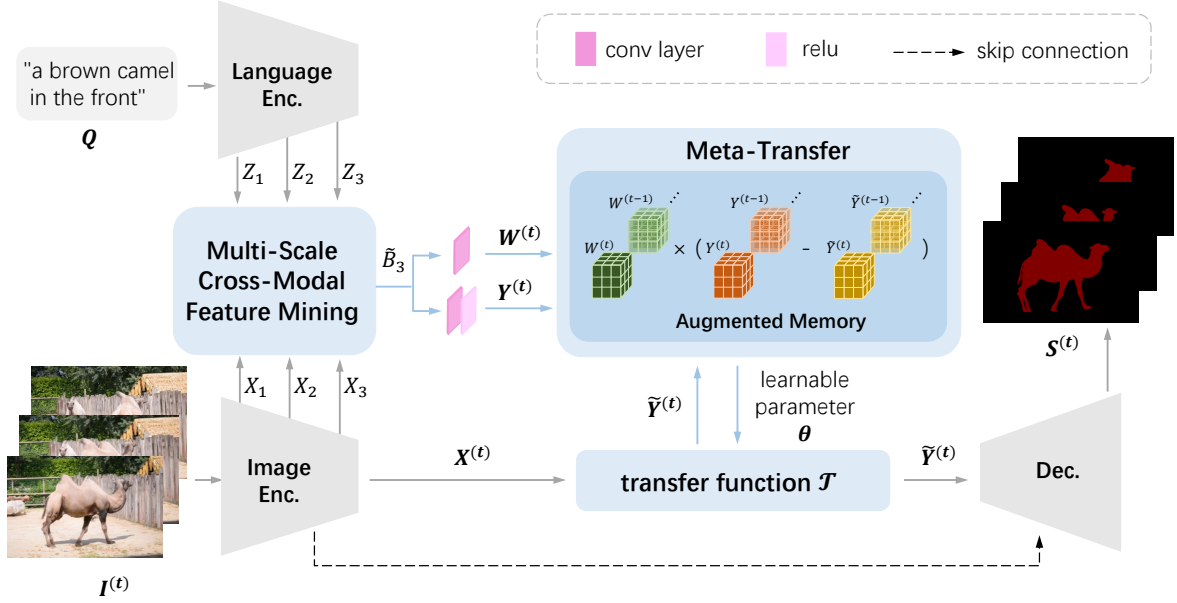 conv layer
relu
skip connection
"a brown camel
in the front"
Q
Language
Enc.
Z₁
Z₂
Z₃
Multi-Scale
Cross-Modal
Feature Mining
B̃₃
W⁽ᵗ⁾
Y⁽ᵗ⁾
Meta-Transfer
W⁽ᵗ⁻¹⁾ ⋰ Y⁽ᵗ⁻¹⁾ ⋰ Ỹ⁽ᵗ⁻¹⁾ ⋰
W⁽ᵗ⁾ × ( Y⁽ᵗ⁾ - Ỹ⁽ᵗ⁾ )
Augmented Memory
S⁽ᵗ⁾
X₁
X₂
X₃
Ỹ⁽ᵗ⁾
learnable
parameter
θ
Image
Enc.
X⁽ᵗ⁾
transfer function 𝒯
Ỹ⁽ᵗ⁾
Dec.
I⁽ᵗ⁾